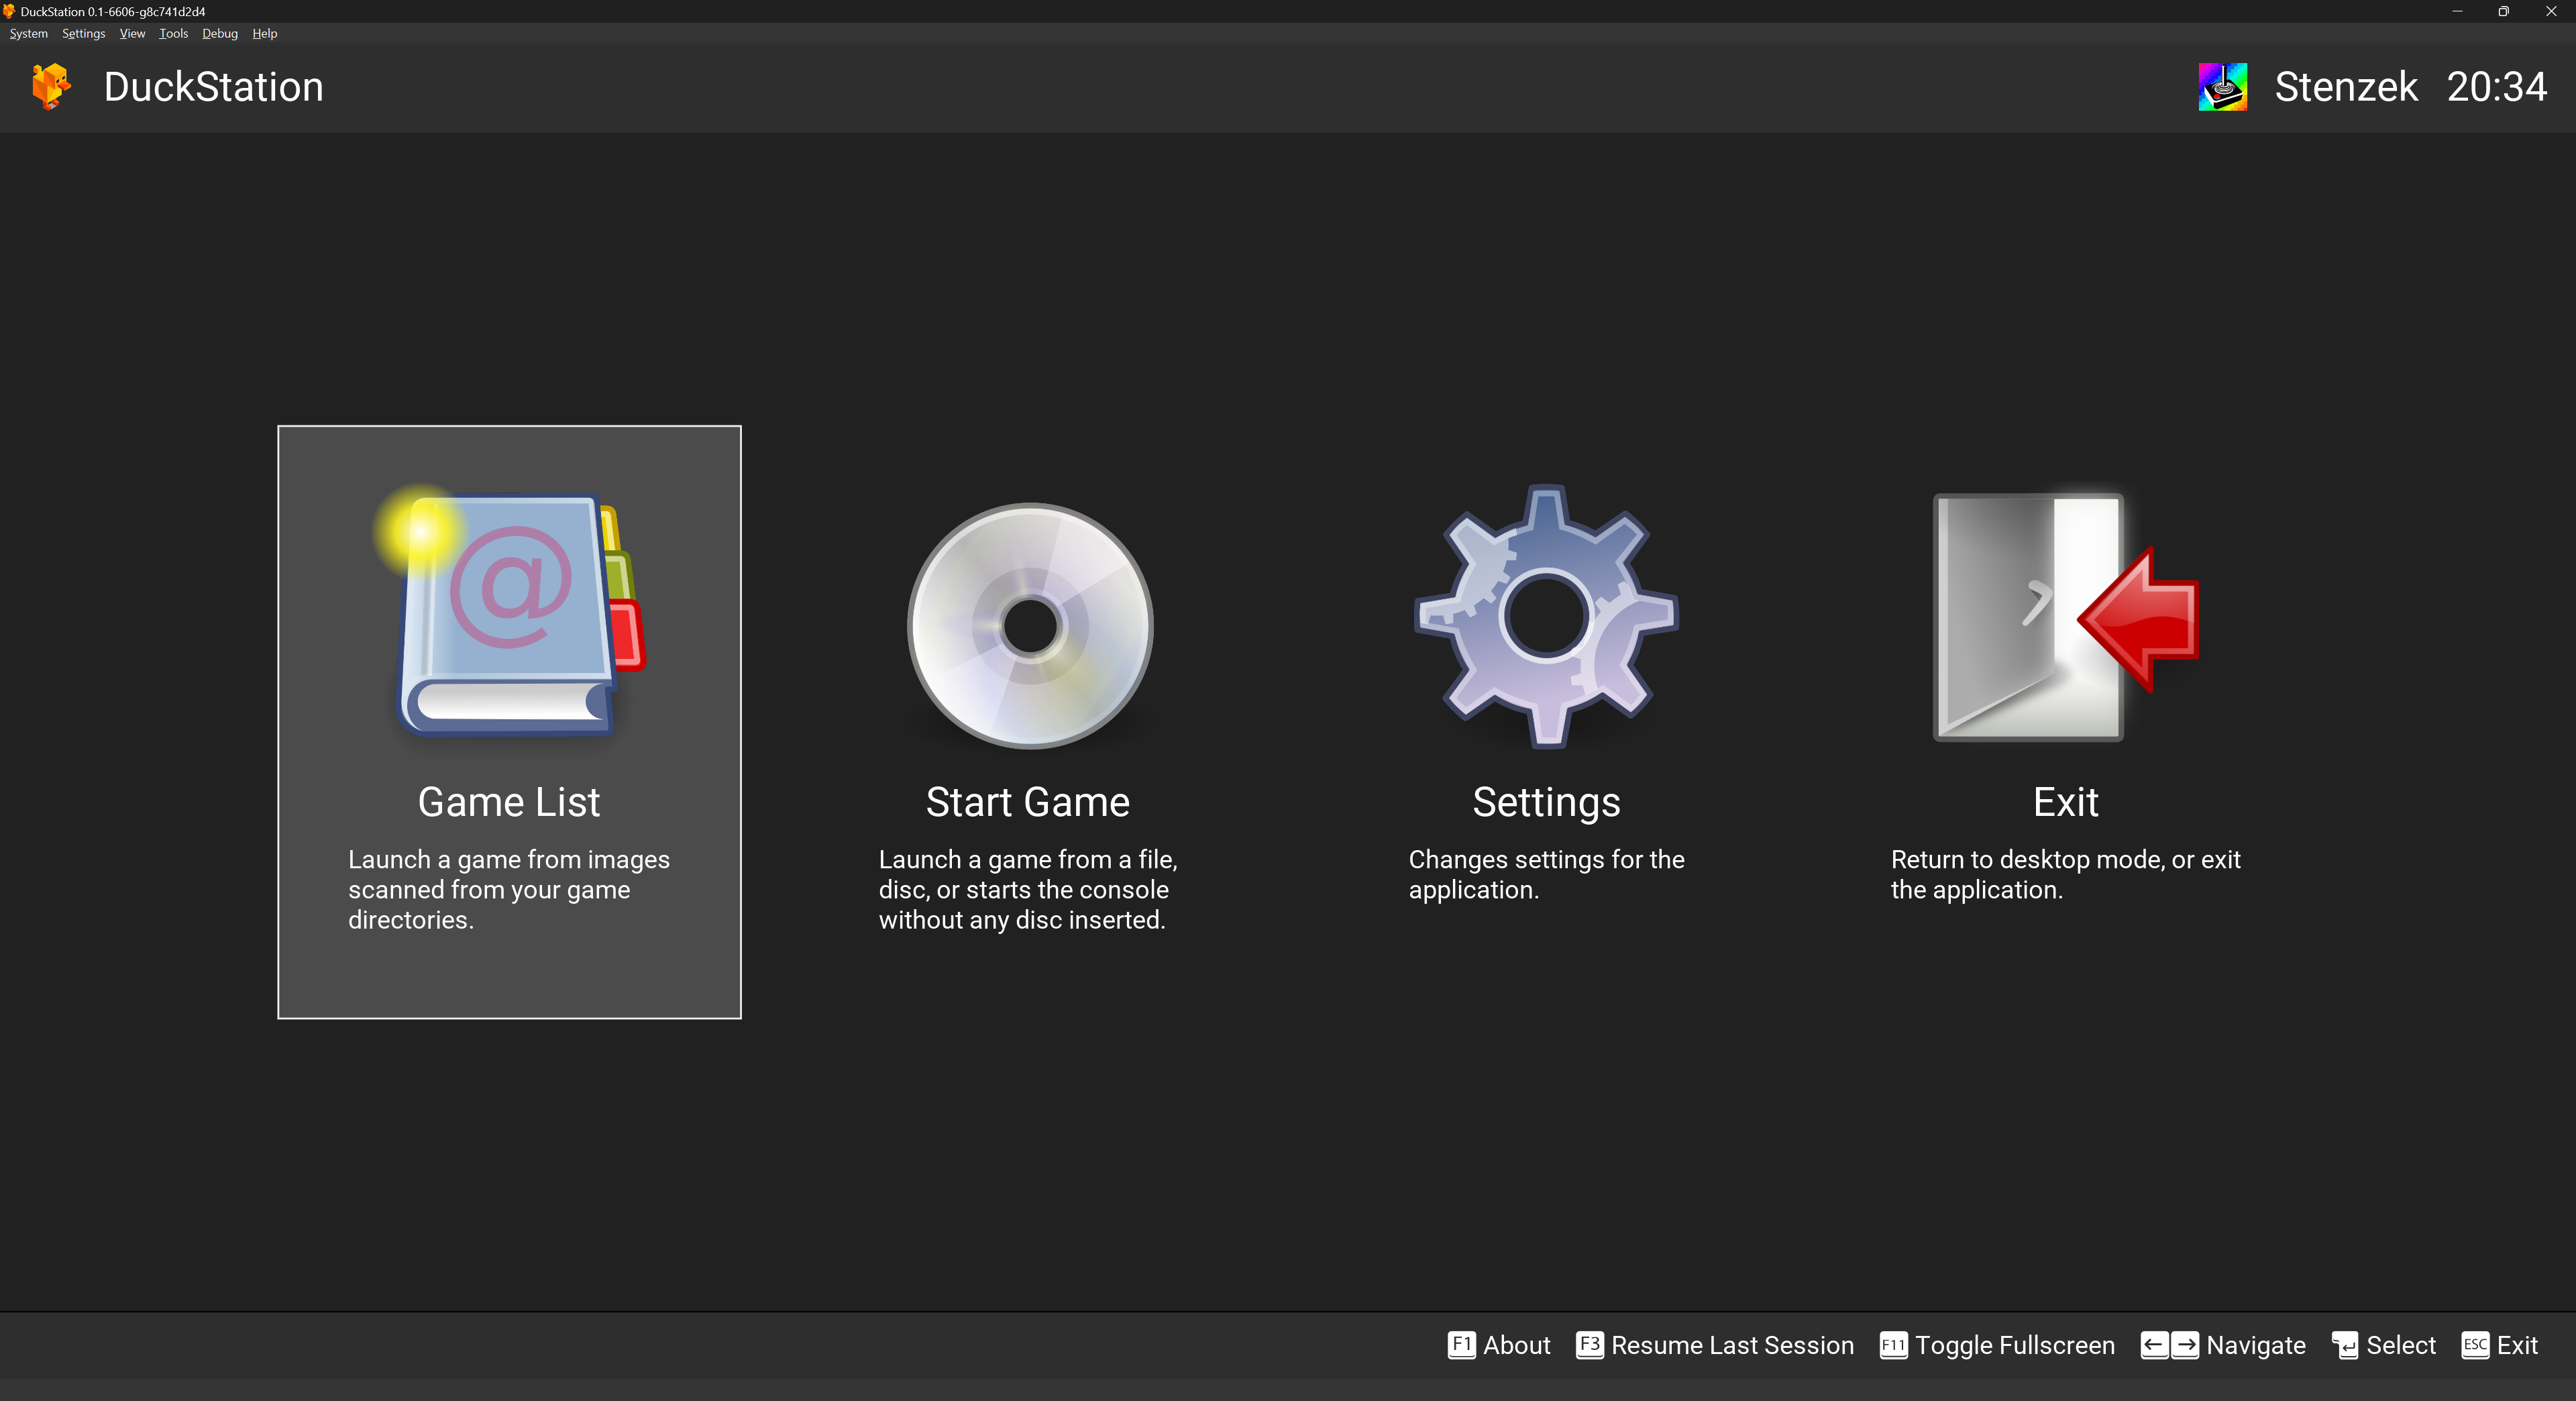 DuckStation 0.1-6606-g8c741d2d4
System Settings View Tools Debug Help
DuckStation
Stenzek 20:34
@
Game List
Launch a game from images
scanned from your game
directories.
Start Game
Launch a game from a file,
disc, or starts the console
without any disc inserted.
Settings
Changes settings for the
application.
Exit
Return to desktop mode, or exit
the application.
F1 About F3 Resume Last Session F11 Toggle Fullscreen ← → Navigate ↵ Select ESC Exit